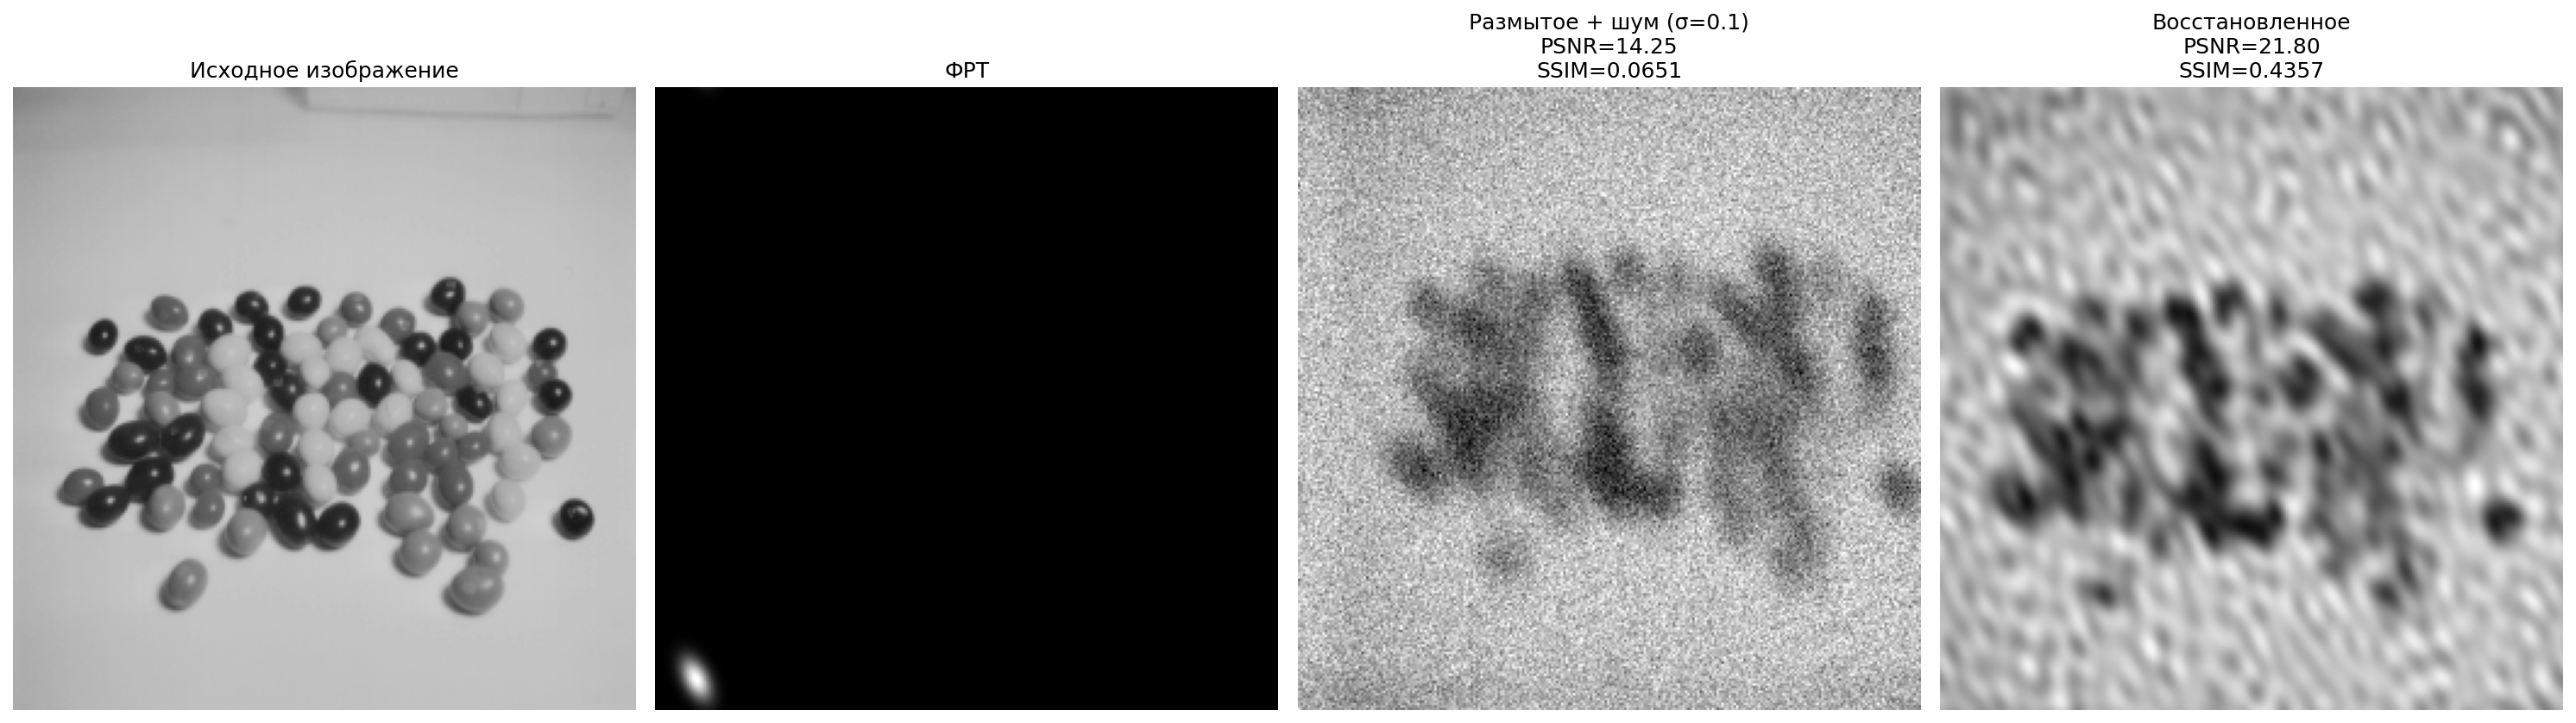 Исходное изображение
ФРТ
Размытое + шум (σ=0.1)
PSNR=14.25
SSIM=0.0651
Восстановленное
PSNR=21.80
SSIM=0.4357